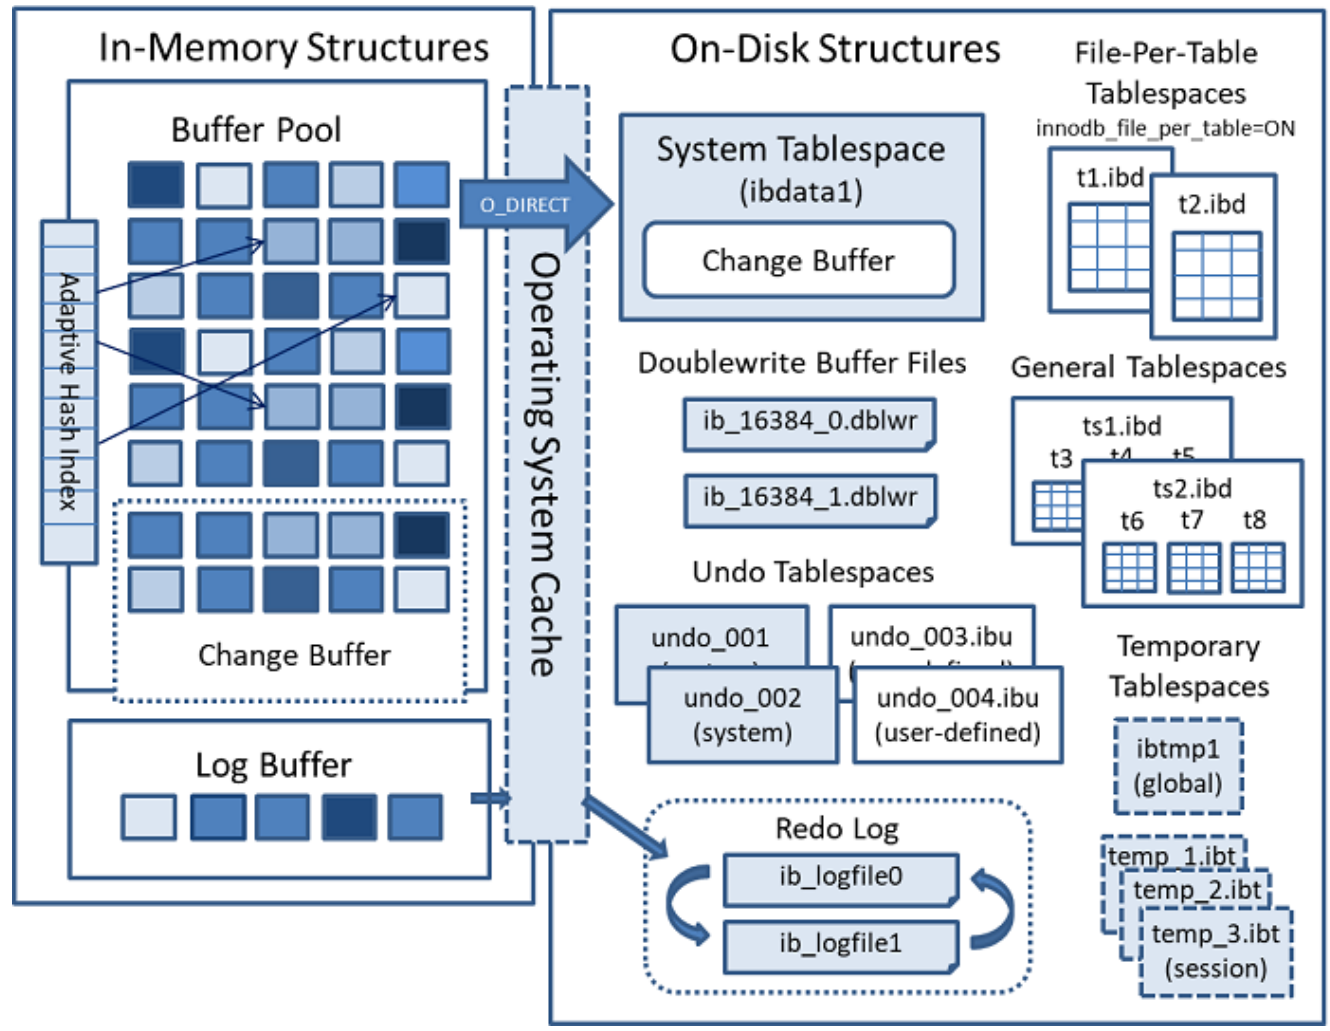 In-Memory Structures
Buffer Pool
Adaptive Hash Index
Change Buffer
Log Buffer
O_DIRECT
Operating System Cache
On-Disk Structures
System Tablespace
(ibdata1)
Change Buffer
Doublewrite Buffer Files
ib_16384_0.dblwr
ib_16384_1.dblwr
Undo Tablespaces
undo_001
undo_002
(system)
undo_003.ibu
undo_004.ibu
(user-defined)
Redo Log
ib_logfile0
ib_logfile1
File-Per-Table
Tablespaces
innodb_file_per_table=ON
t1.ibd
t2.ibd
General Tablespaces
ts1.ibd
t3 t4 t5
ts2.ibd
t6 t7 t8
Temporary
Tablespaces
ibtmp1
(global)
temp_1.ibt
temp_2.ibt
temp_3.ibt
(session)